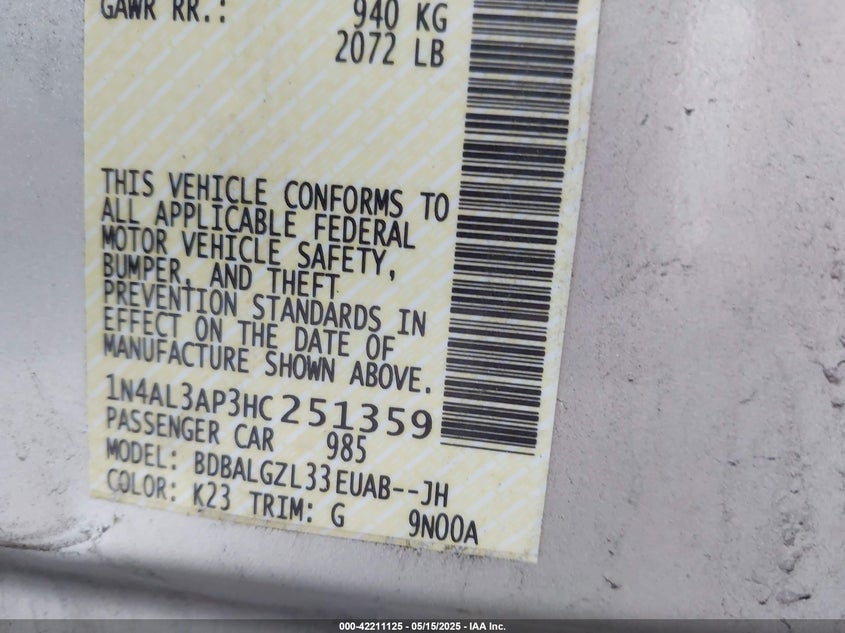 GAWR RR.: 940 KG
2072 LB
THIS VEHICLE CONFORMS TO
ALL APPLICABLE FEDERAL
MOTOR VEHICLE SAFETY,
BUMPER, AND THEFT
PREVENTION STANDARDS IN
EFFECT ON THE DATE OF
MANUFACTURE SHOWN ABOVE.
1N4AL3AP3HC251359
PASSENGER CAR 985
MODEL: BDBALGZL33EUAB--JH
COLOR: K23 TRIM: G 9N00A
000-42211125 - 05/15/2025 - IAA Inc.